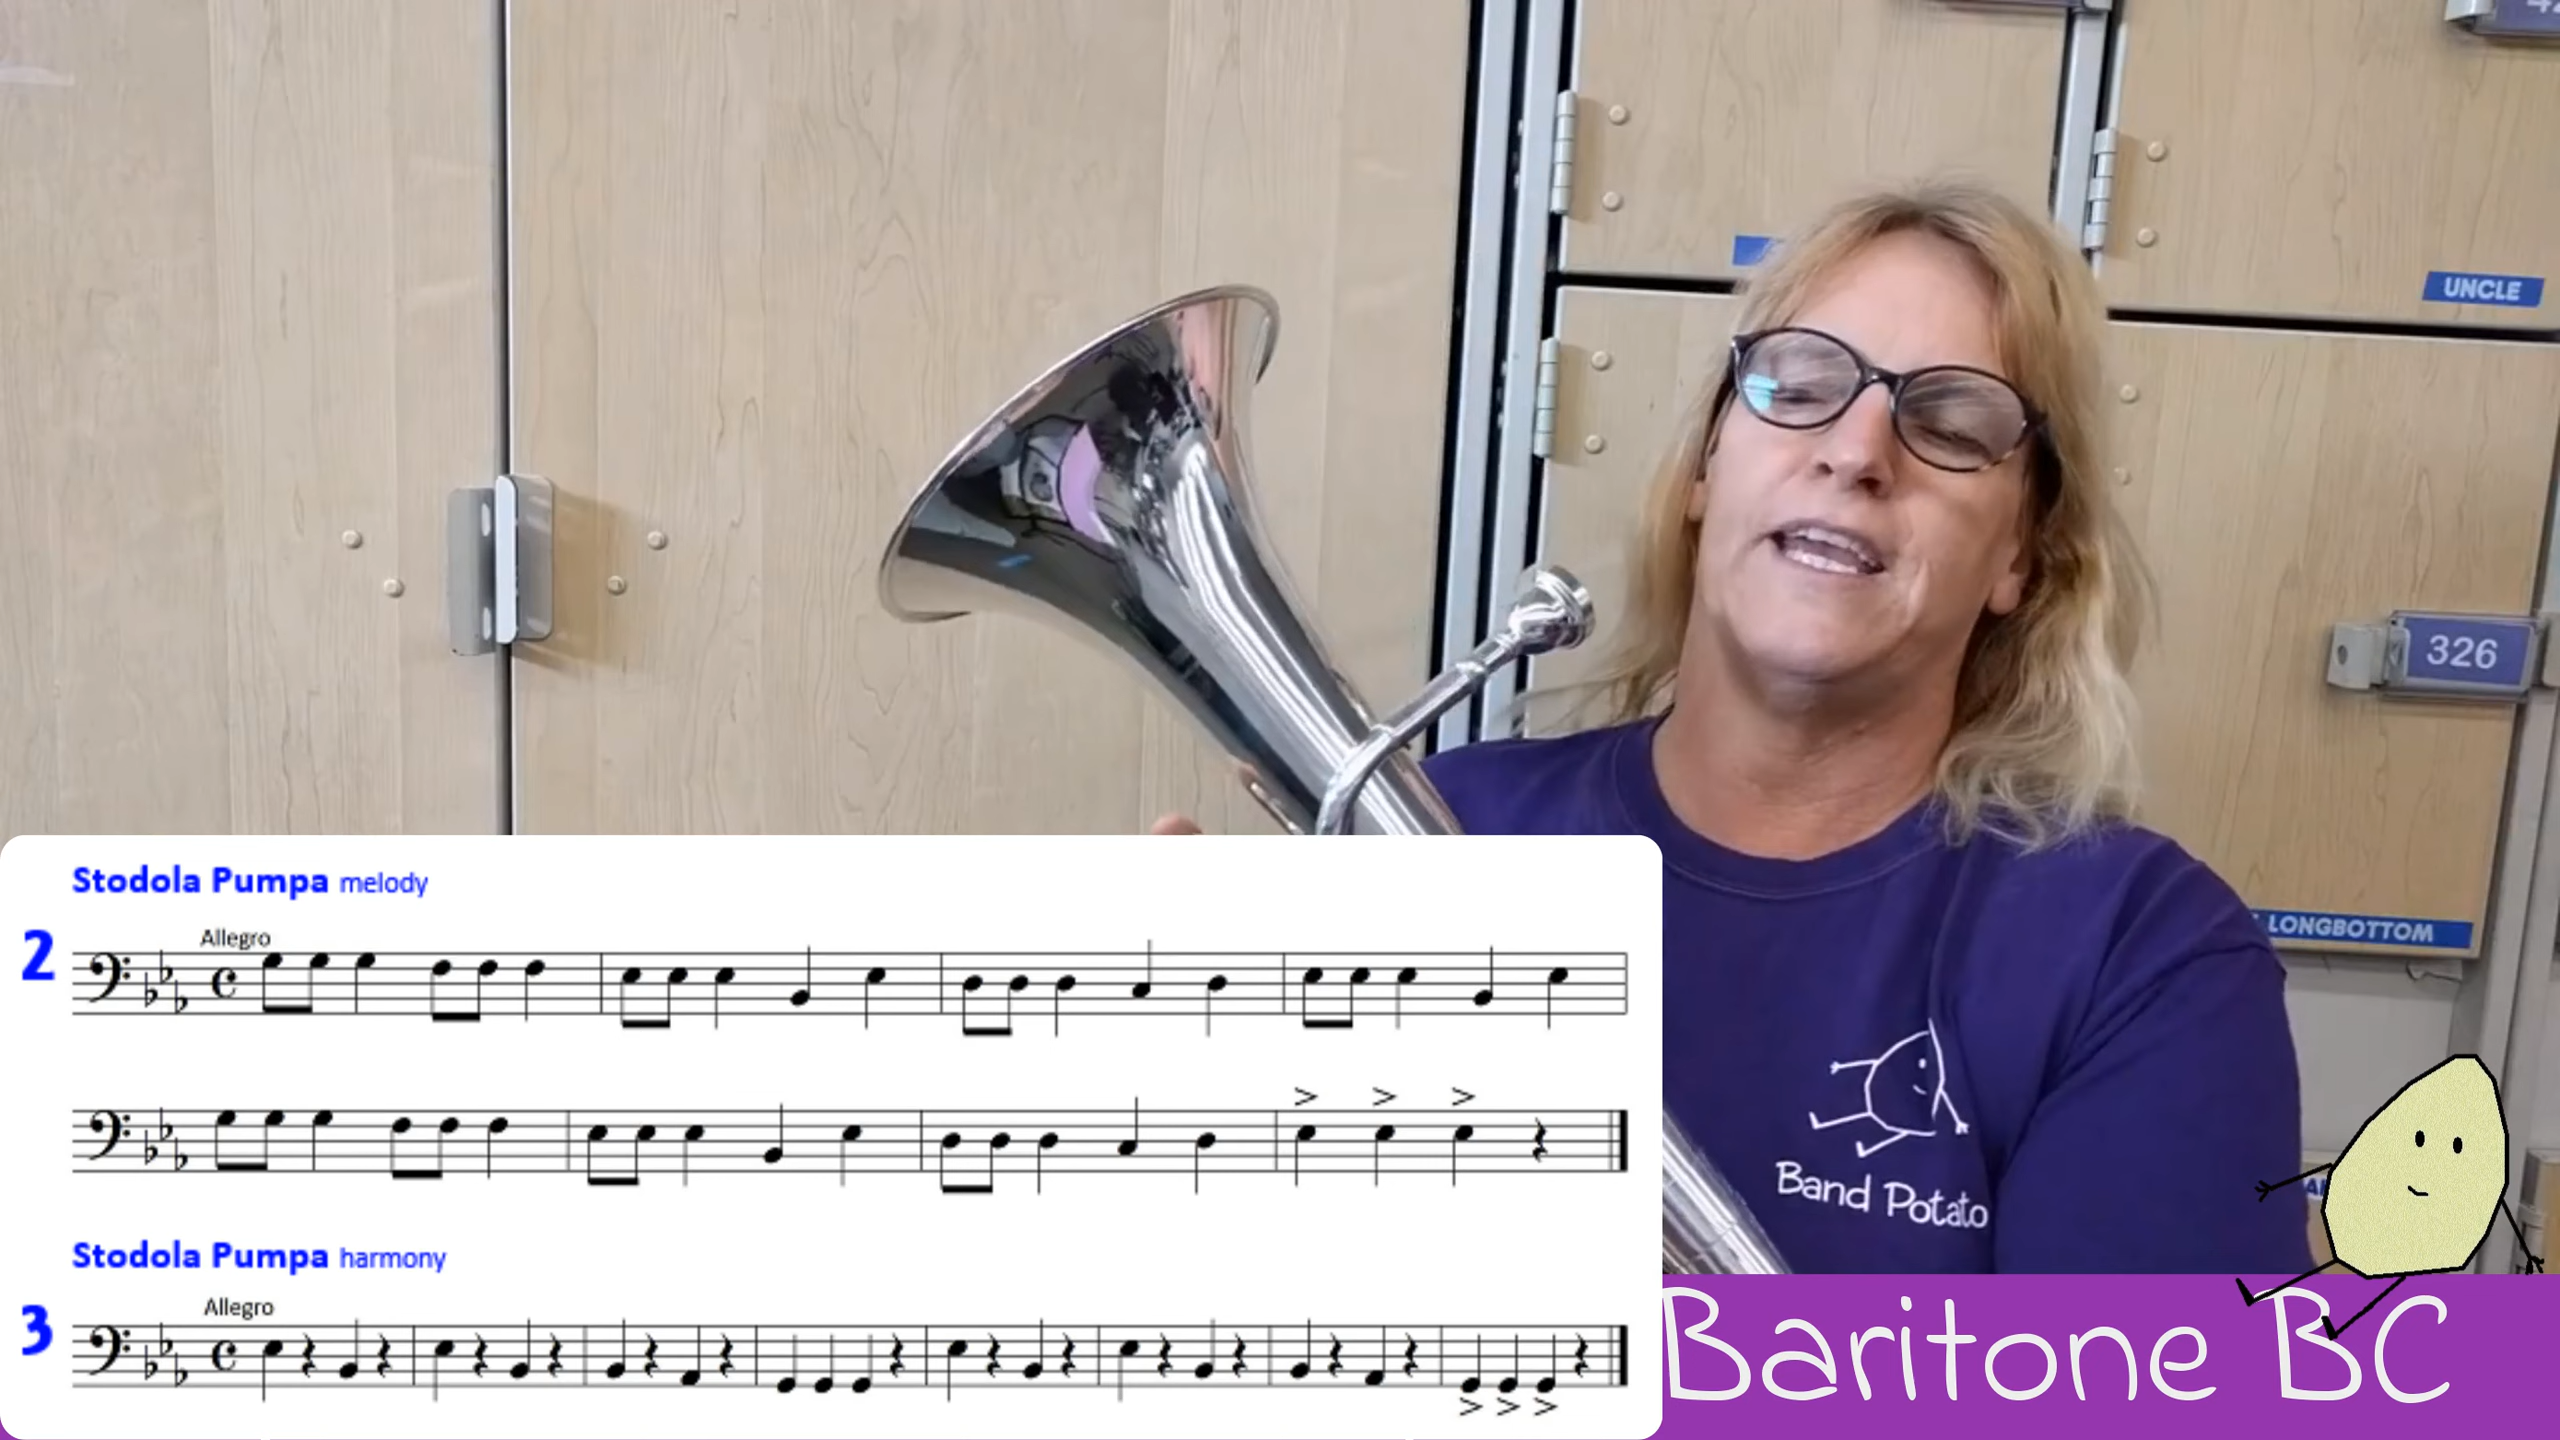 UNCLE
326
LONGBOTTOM
Stodola Pumpa melody
2
Allegro
Band Potato
Stodola Pumpa harmony
3
Allegro
Baritone BC